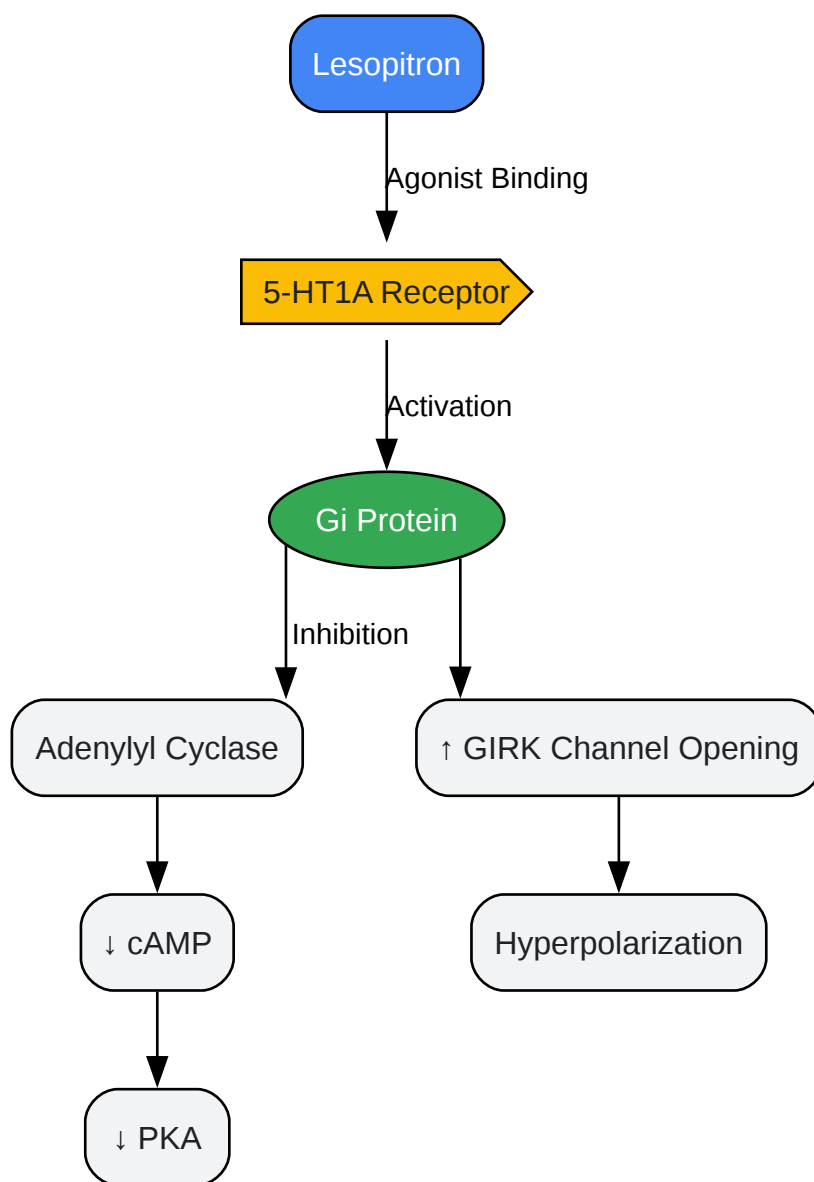 Lesopitron
Agonist Binding
5-HT1A Receptor
Activation
Gi Protein
Inhibition
Adenylyl Cyclase
↑ GIRK Channel Opening
↓ cAMP
Hyperpolarization
↓ PKA